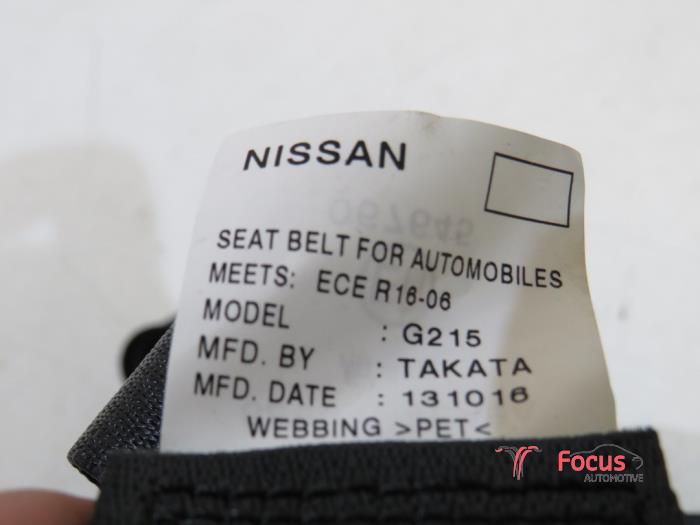 NISSAN
SEAT BELT FOR AUTOMOBILES
MEETS: ECE R16-06
MODEL : G215
MFD. BY : TAKATA
MFD. DATE : 131016
WEBBING >PET<
Focus
AUTOMOTIVE